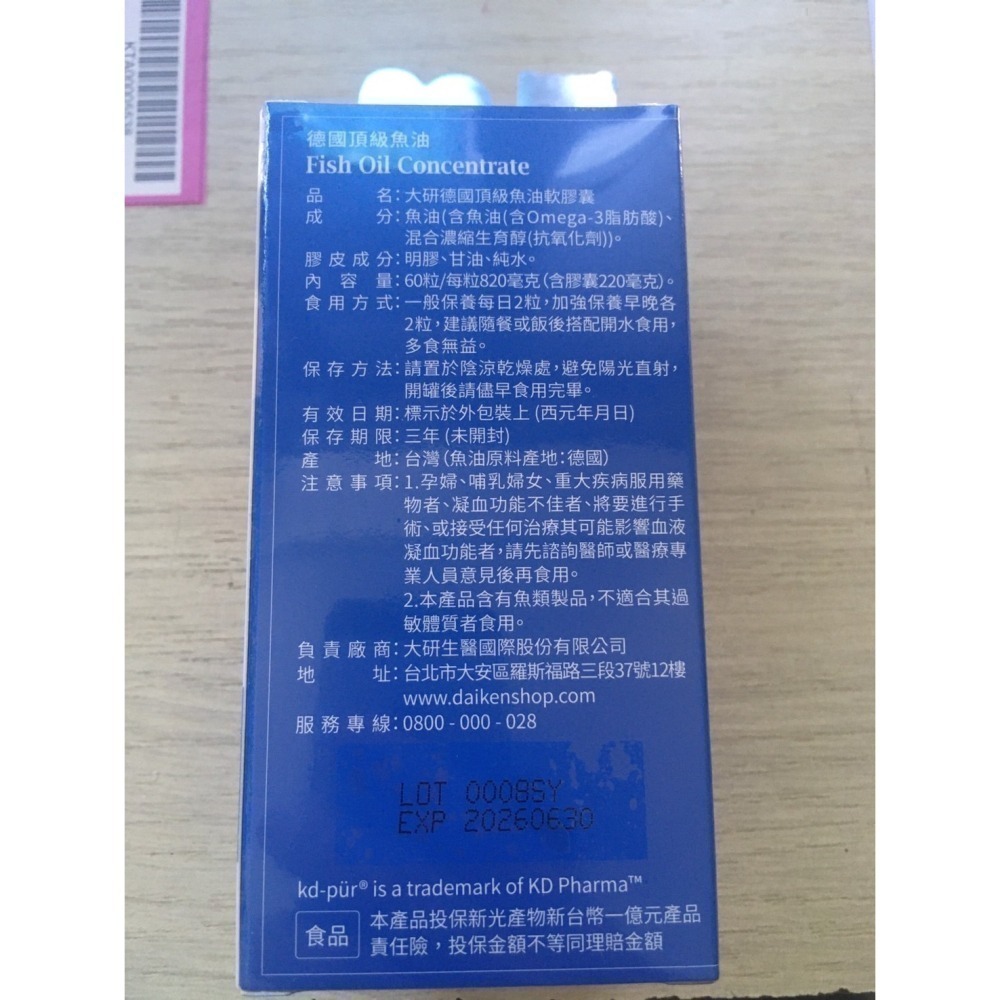 KTA0000563
德國頂級魚油
Fish Oil Concentrate
品名：大研德國頂級魚油軟膠囊
成分：魚油(含魚油(含Omega-3脂肪酸)、
混合濃縮生育醇(抗氧化劑))。
膠皮成分：明膠、甘油、純水。
內容量：60粒/每粒820毫克(含膠囊220毫克)。
食用方式：一般保養每日2粒，加強保養早晚各
2粒，建議隨餐或飯後搭配開水食用，
多食無益。
保存方法：請置於陰涼乾燥處，避免陽光直射，
開罐後請儘早食用完畢。
有效日期：標示於外包裝上 (西元年月日)
保存期限：三年 (未開封)
產地：台灣（魚油原料產地：德國）
注意事項：1.孕婦、哺乳婦女、重大疾病服用藥
物者、凝血功能不佳者、將要進行手
術、或接受任何治療其可能影響血液
凝血功能者，請先諮詢醫師或醫療專
業人員意見後再食用。
2.本產品含有魚類製品，不適合其過
敏體質者食用。
負責廠商：大研生醫國際股份有限公司
地址：台北市大安區羅斯福路三段37號12樓
www.daikenshop.com
服務專線：0800 - 000 - 028
LOT 0008SY
EXP 20260630
kd-pür® is a trademark of KD Pharma™
食品
本產品投保新光產物新台幣一億元產品
責任險，投保金額不等同理賠金額